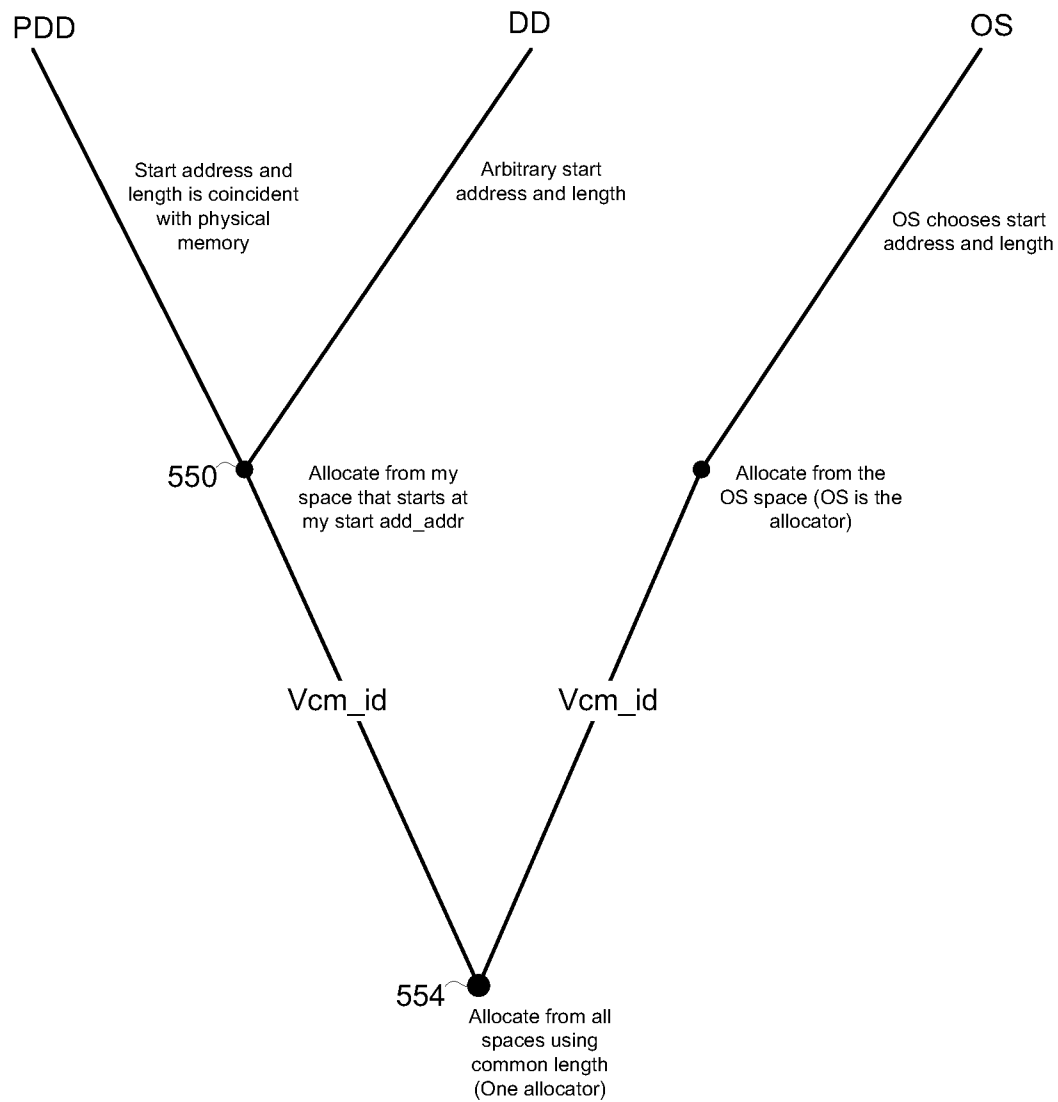 PDD
DD
OS
Start address and
length is coincident
with physical
memory
Arbitrary start
address and length
OS chooses start
address and length
550
Allocate from my
space that starts at
my start add_addr
Allocate from the
OS space (OS is the
allocator)
Vcm_id
Vcm_id
554
Allocate from all
spaces using
common length
(One allocator)